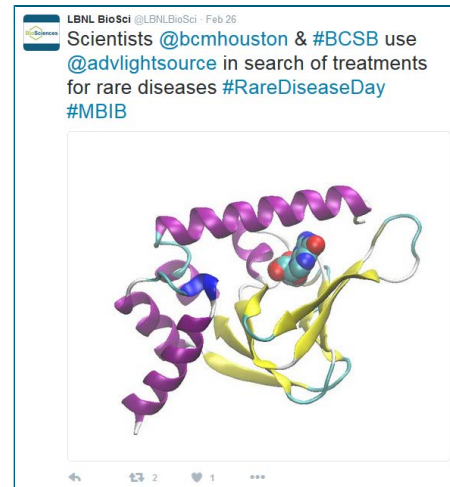 LBNL BioSci @LBNLBioSci · Feb 26
BioSciences
Scientists @bcmhouston & #BCSB use
@advlightsource in search of treatments
for rare diseases #RareDiseaseDay
#MBIB
2 1